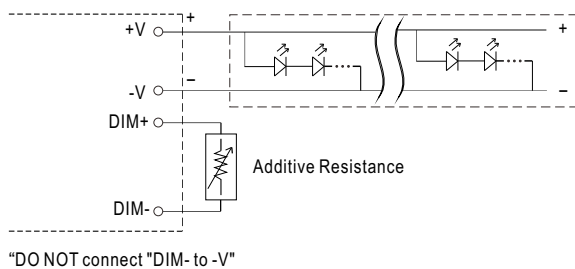 +
+V
+
−
-V
−
DIM+
Additive Resistance
DIM-
“DO NOT connect "DIM- to -V"